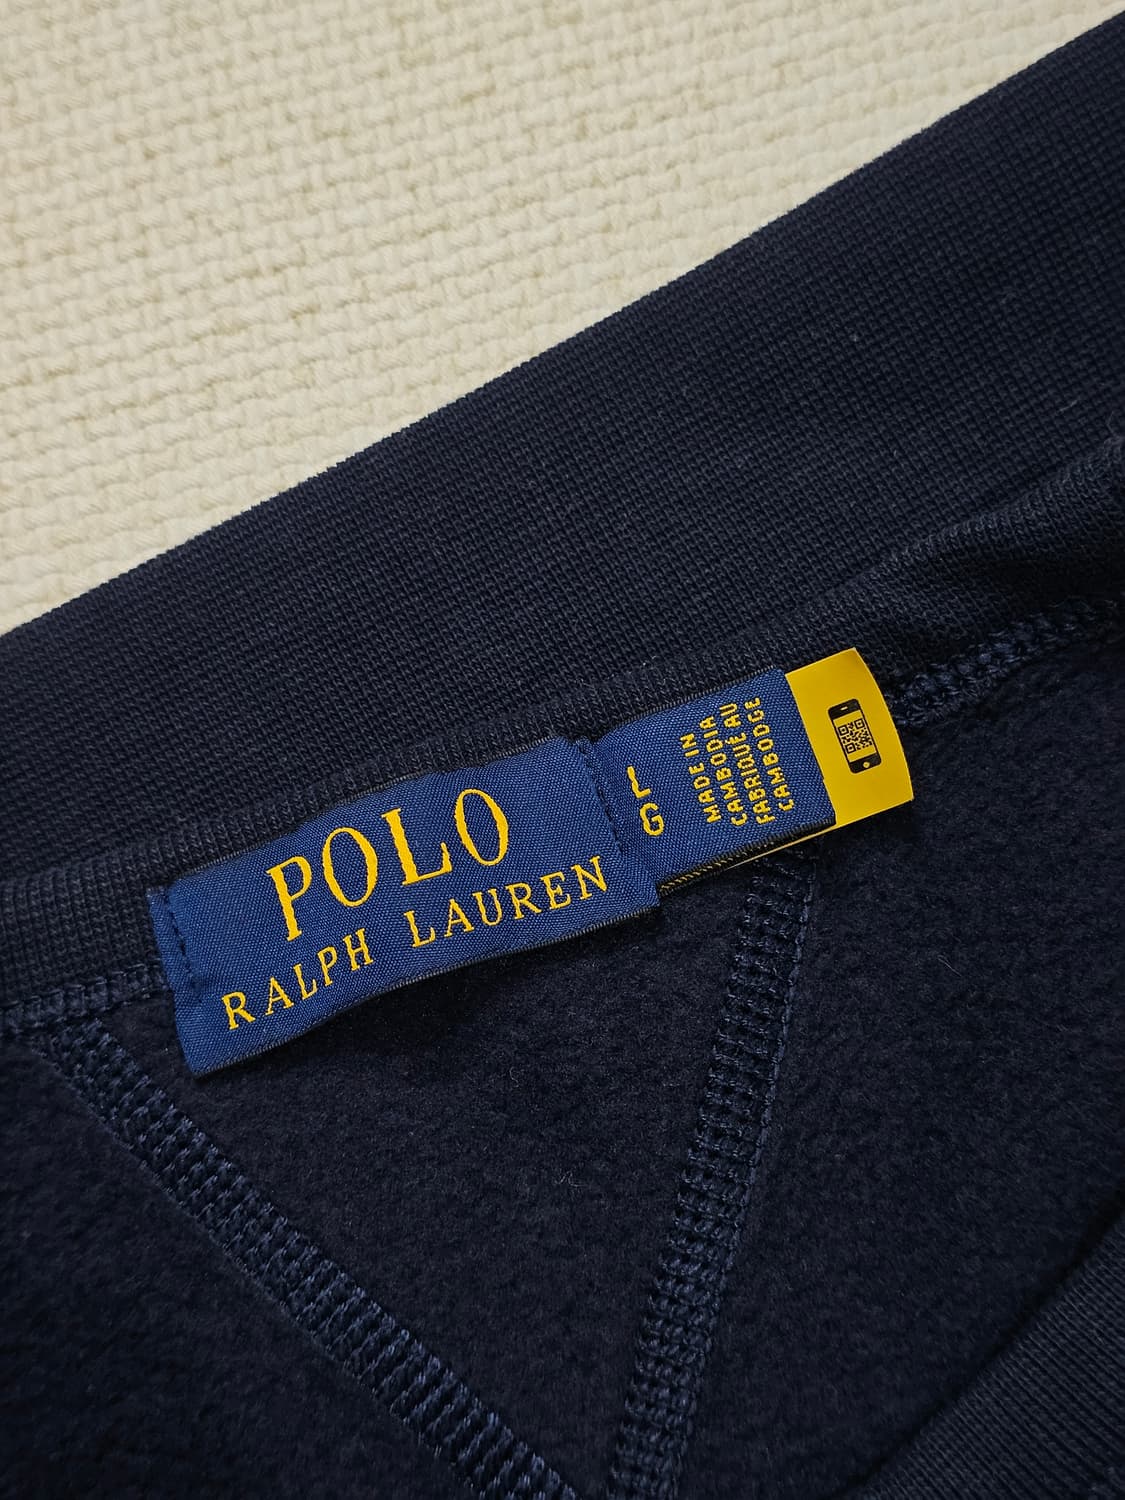 POLO
RALPH LAUREN
L
G
MADE IN
CAMBODIA
FABRIQUÉ AU
CAMBODGE